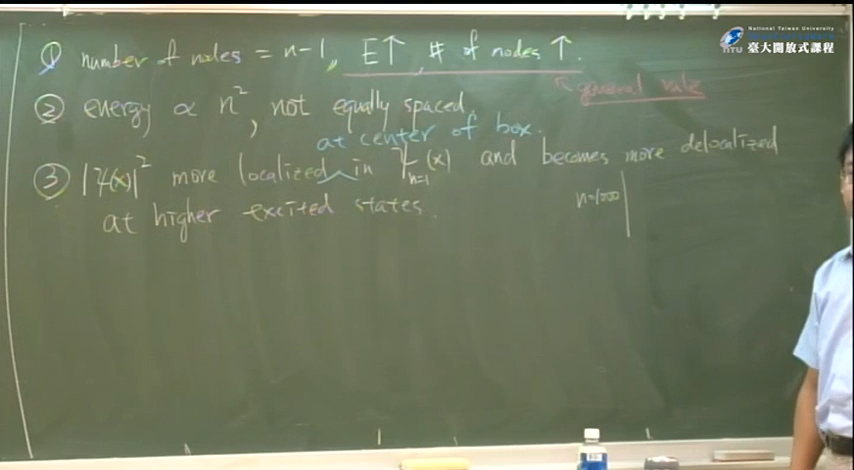 National Taiwan University
臺大開放式課程
① number of nodes = n-1, E↑, # of nodes ↑.
general rule
② energy ∝ n², not equally spaced.
at center of box.
③ |Ψ(x)|² more localized in Ψn=1(x) and becomes more delocalized
n=1000
at higher excited states.